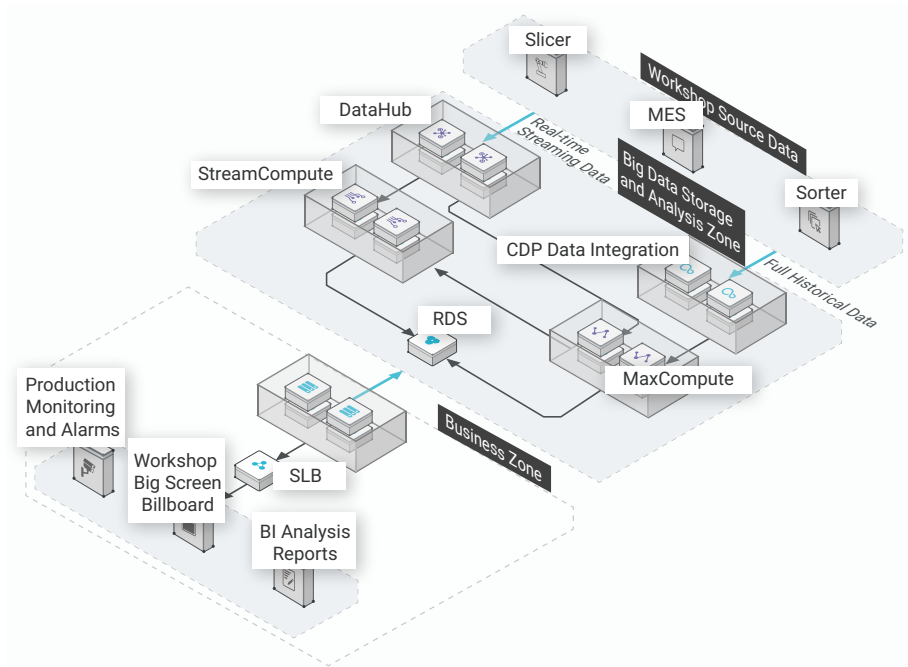 Slicer
Workshop Source Data
MES
Sorter
DataHub
Real-time
Streaming Data
StreamCompute
Big Data Storage
and Analysis Zone
CDP Data Integration
Full Historical Data
RDS
MaxCompute
Business Zone
Production
Monitoring
and Alarms
Workshop
Big Screen
Billboard
SLB
BI Analysis
Reports